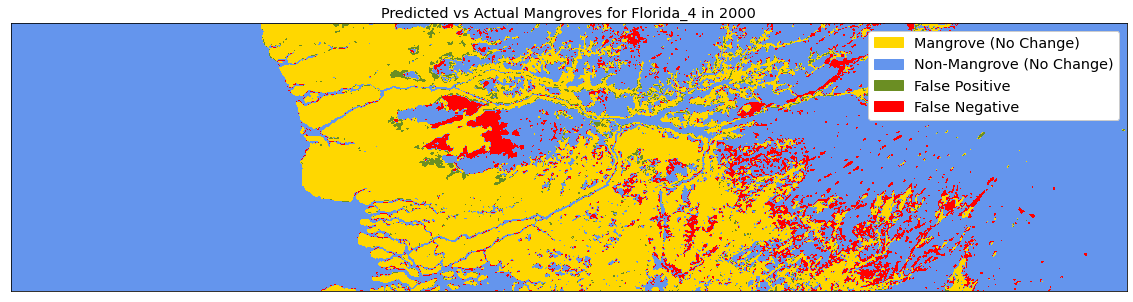 Predicted vs Actual Mangroves for Florida_4 in 2000
Mangrove (No Change)
Non-Mangrove (No Change)
False Positive
False Negative